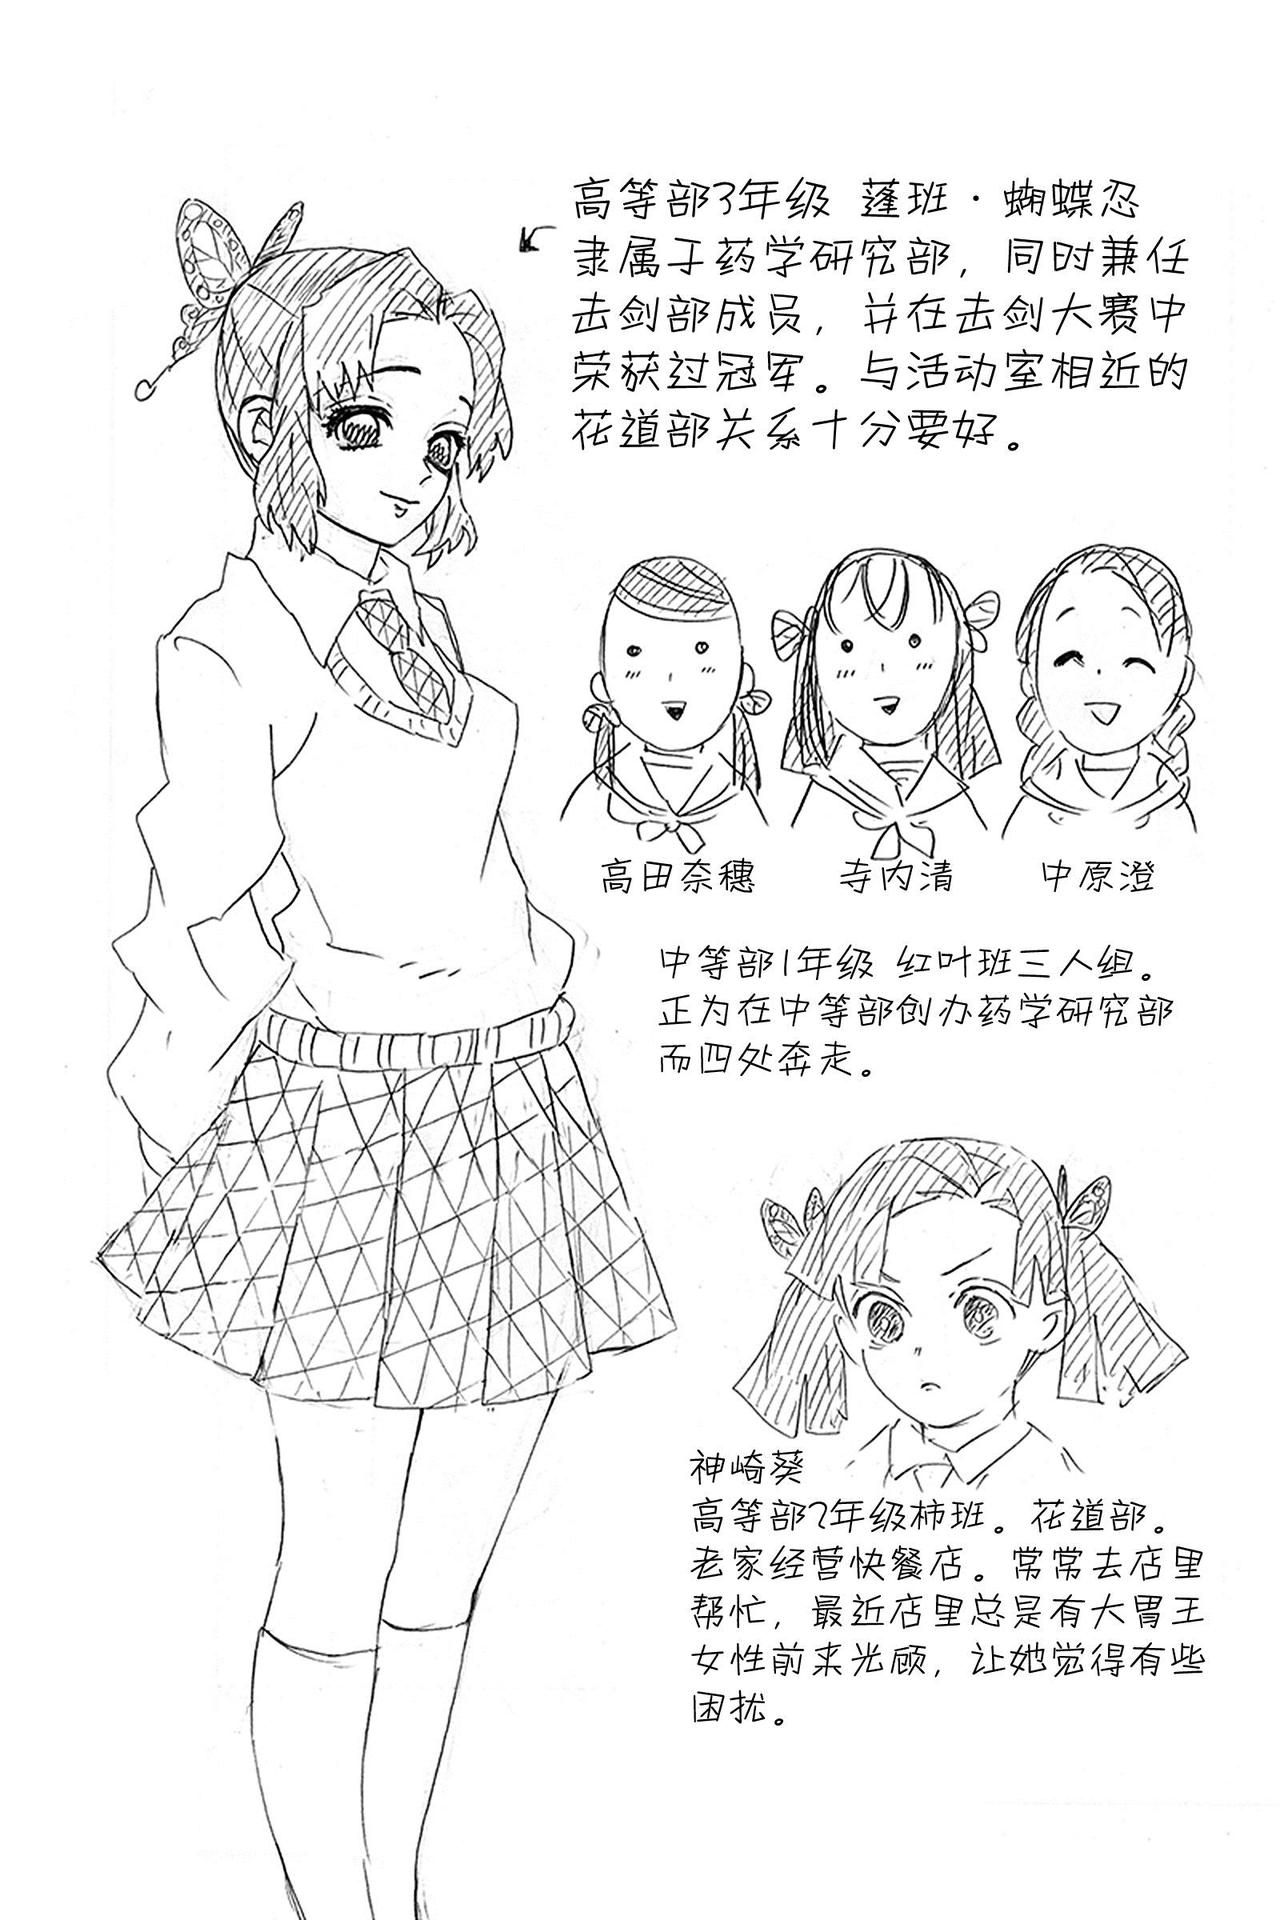 高等部3年级 蓬班·蝴蝶忍
隶属于药学研究部，同时兼任
击剑部成员，并在击剑大赛中
荣获过冠军。与活动室相近的
花道部关系十分要好。
高田奈穗
寺内清
中原澄
中等部1年级 红叶班三人组。
正为在中等部创办药学研究部
而四处奔走。
神崎葵
高等部2年级柿班。花道部。
老家经营快餐店。常常去店里
帮忙，最近店里总是有大胃王
女性前来光顾，让她觉得有些
困扰。